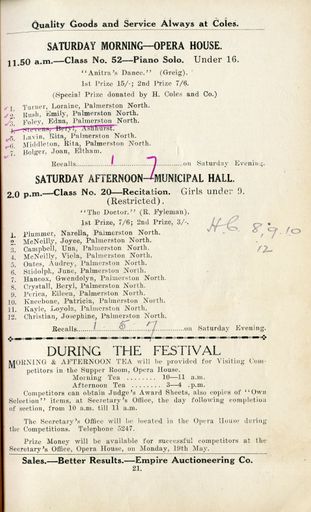 Quality Goods and Service Always at Coles.
SATURDAY MORNING—OPERA HOUSE.
11.50 a.m.—Class No. 52—Piano Solo. Under 16.
"Anitra's Dance." (Greig).
1st Prize 15/-; 2nd Prize 7/6.
(Special Prize donated by H. Coles and Co.)
1. Turner, Loraine, Palmerston North.
2. Rush, Emily, Palmerston North.
3. Foley, Edna, Palmerston North.
4. Stevens, Beryl, Ashhurst.
5. Lavin, Rita, Palmerston North.
6. Middleton, Rita, Palmerston North.
7. Bolger, Joan, Eltham.
Recalls 1 7 on Saturday Evening.
SATURDAY AFTERNOON—MUNICIPAL HALL.
2.0 p.m.—Class No. 20—Recitation. Girls under 9.
(Restricted).
"The Doctor." (R. Fyleman).
1st Prize, 7/6; 2nd Prize, 3/-.
H.C. 8, 9, 10
12
1. Plummer, Narella, Palmerston North.
2. McNeilly, Joyce, Palmerston North.
3. Campbell, Una, Palmerston North.
4. McNeilly, Viela, Palmerston North.
5. Oates, Audrey, Palmerston North.
6. Stidolph, June, Palmerston North.
7. Hancox, Gwendolyn, Palmerston North.
8. Crystall, Beryl, Palmerston North.
9. Perica, Eileen, Palmerston North.
10. Kneebone, Patricia, Palmerston North.
11. Kayle, Loyola, Palmerston North.
12. Christian, Josephine, Palmerston North.
Recalls 1 7 on Saturday Evening.
DURING THE FESTIVAL
MORNING & AFTERNOON TEA will be provided for Visiting Com-
petitors in the Supper Room, Opera House.
Morning Tea ........ 10—11 a.m.
Afternoon Tea ........ 3—4 p.m.
Competitors can obtain Judge's Award Sheets, also copies of "Own
Selection" items, at Secretary's Office, the day following completion
of section, from 10 a.m. till 11 a.m.
The Secretary's Office will be located in the Opera House during
the Competitions. Telephone 5247.
Prize Money will be available for successful competitors at the
Secretary's Office, Opera House, on Monday, 19th May.
Sales.—Better Results.—Empire Auctioneering Co.
21.